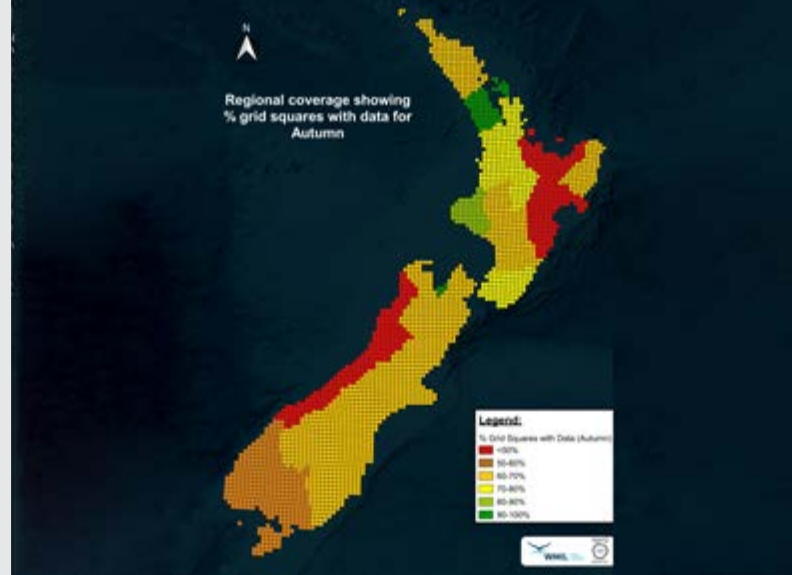 N
Regional coverage showing
% grid squares with data for
Autumn
Legend:
% Grid Squares with Data (Autumn)
<50%
50-60%
60-70%
70-80%
80-90%
90-100%
WMIL